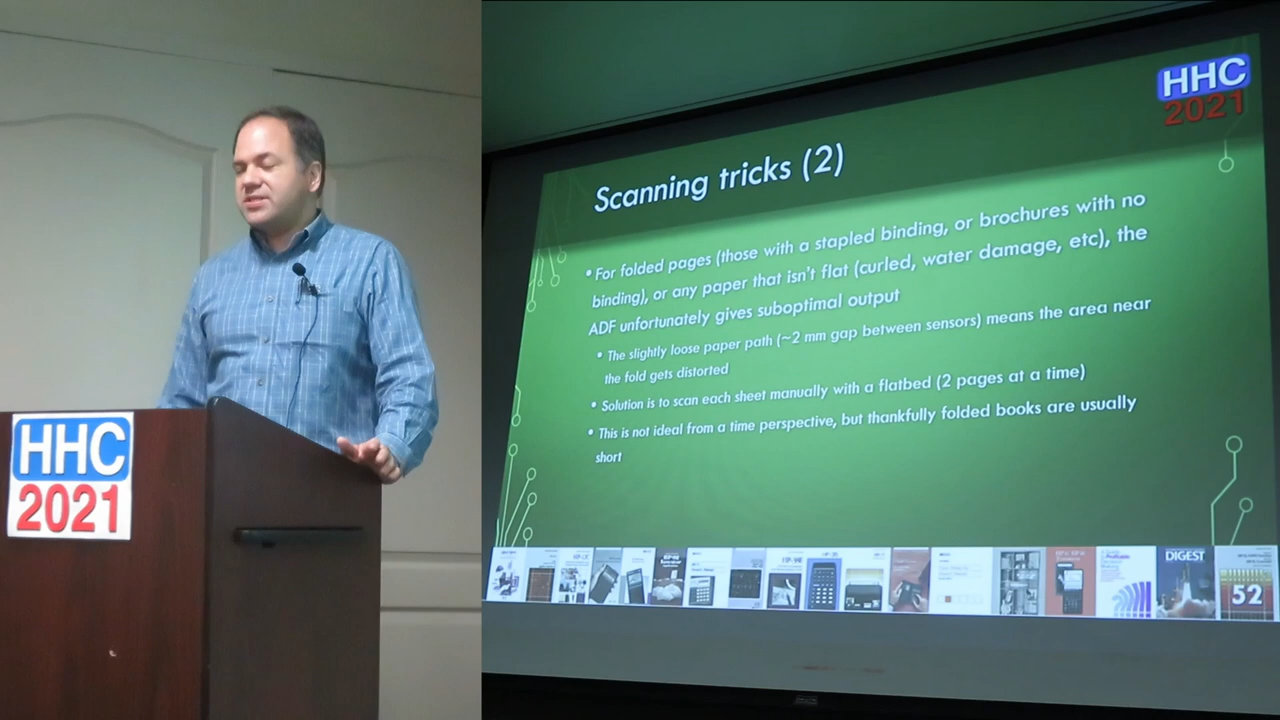 HHC
2021
HHC
2021
Scanning tricks (2)
• For folded pages (those with a stapled binding, or brochures with no
binding), or any paper that isn't flat (curled, water damage, etc), the
ADF unfortunately gives suboptimal output
• The slightly loose paper path (~2 mm gap between sensors) means the area near
the fold gets distorted
• Solution is to scan each sheet manually with a flatbed (2 pages at a time)
• This is not ideal from a time perspective, but thankfully folded books are usually
short
DIGEST
52